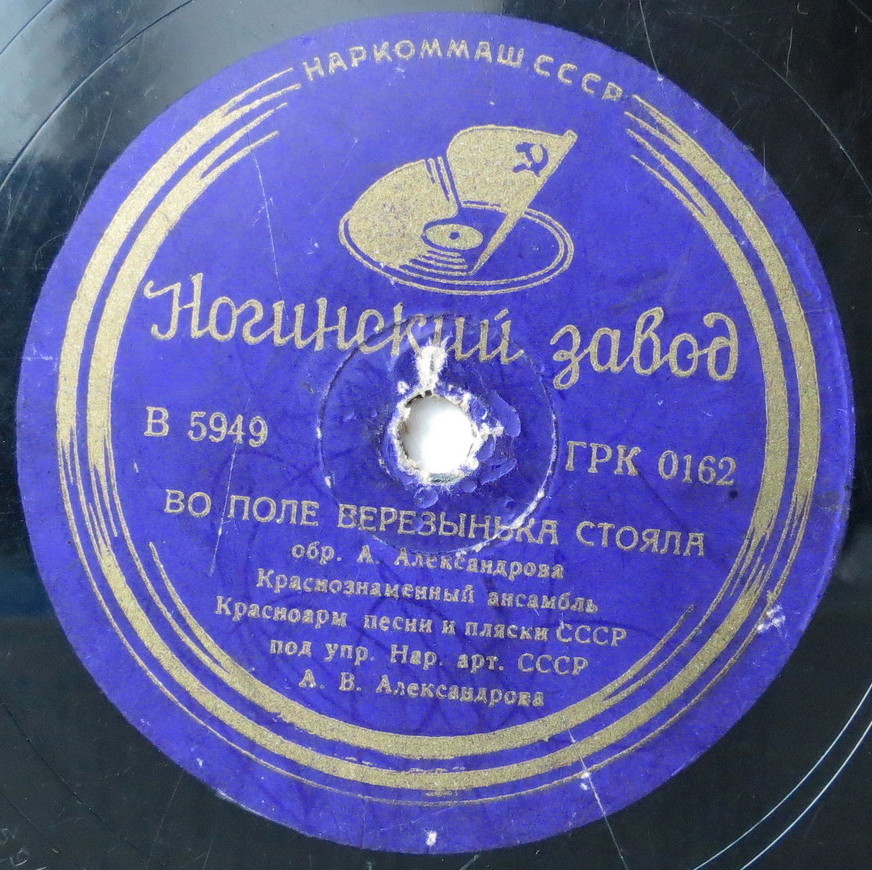 НАРКОММАШ СССР
Ногинский завод
В 5949
ГРК 0162
ВО ПОЛЕ БЕРЕЗЫНЬКА СТОЯЛА
обр. А. Александрова
Краснознаменный ансамбль
Красноарм песни и пляски СССР
под упр. Нар. арт. СССР
А. В. Александрова